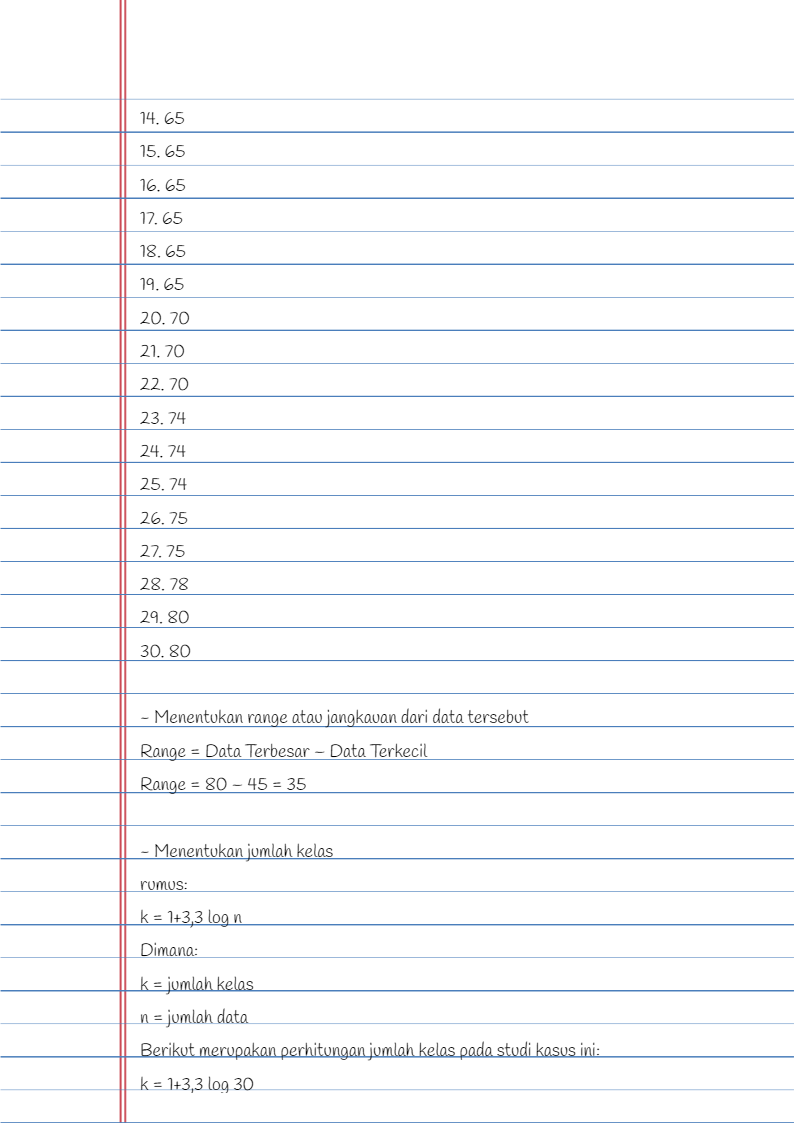 14. 65
15. 65
16. 65
17. 65
18. 65
19. 65
20. 70
21. 70
22. 70
23. 74
24. 74
25. 74
26. 75
27. 75
28. 78
29. 80
30. 80
- Menentukan range atau jangkauan dari data tersebut
Range = Data Terbesar – Data Terkecil
Range = 80 – 45 = 35
- Menentukan jumlah kelas
rumus:
k = 1+3,3 log n
Dimana:
k = jumlah kelas
n = jumlah data
Berikut merupakan perhitungan jumlah kelas pada studi kasus ini:
k = 1+3,3 log 30